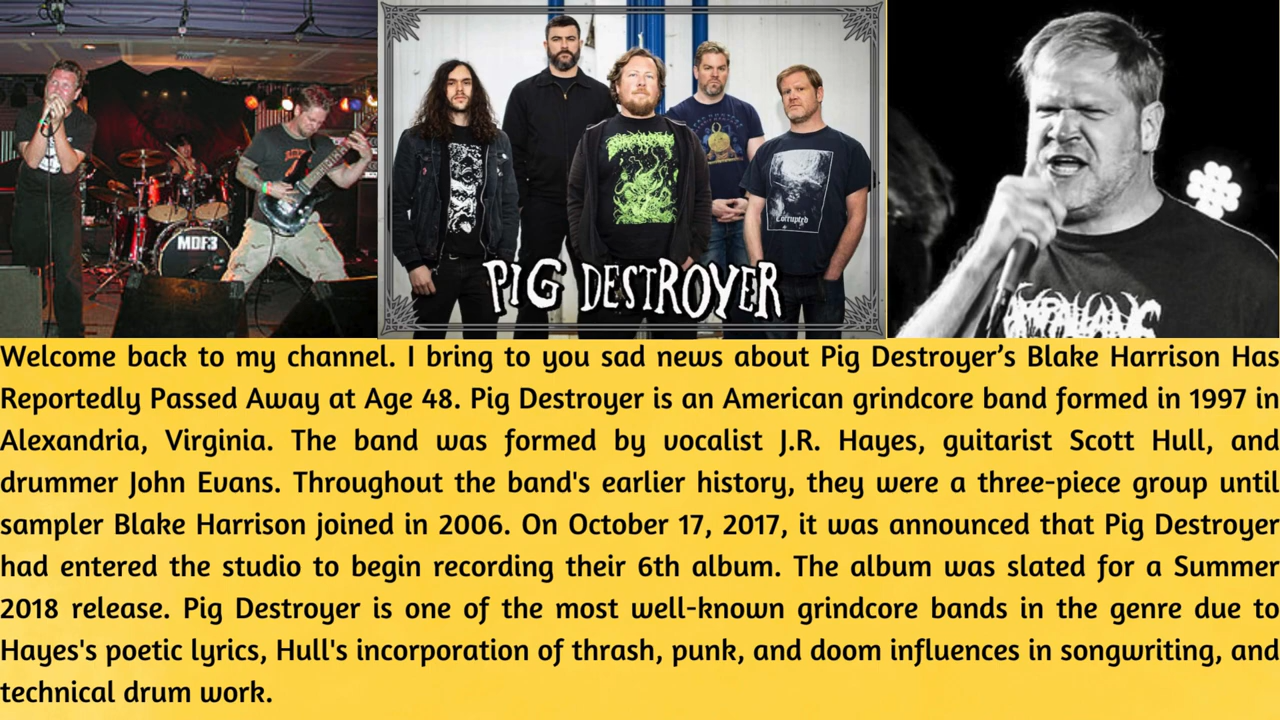 MDF3
Corrupted
PIG DESTROYER
Welcome back to my channel. I bring to you sad news about Pig Destroyer’s Blake Harrison Has
Reportedly Passed Away at Age 48. Pig Destroyer is an American grindcore band formed in 1997 in
Alexandria, Virginia. The band was formed by vocalist J.R. Hayes, guitarist Scott Hull, and
drummer John Evans. Throughout the band's earlier history, they were a three-piece group until
sampler Blake Harrison joined in 2006. On October 17, 2017, it was announced that Pig Destroyer
had entered the studio to begin recording their 6th album. The album was slated for a Summer
2018 release. Pig Destroyer is one of the most well-known grindcore bands in the genre due to
Hayes's poetic lyrics, Hull's incorporation of thrash, punk, and doom influences in songwriting, and
technical drum work.